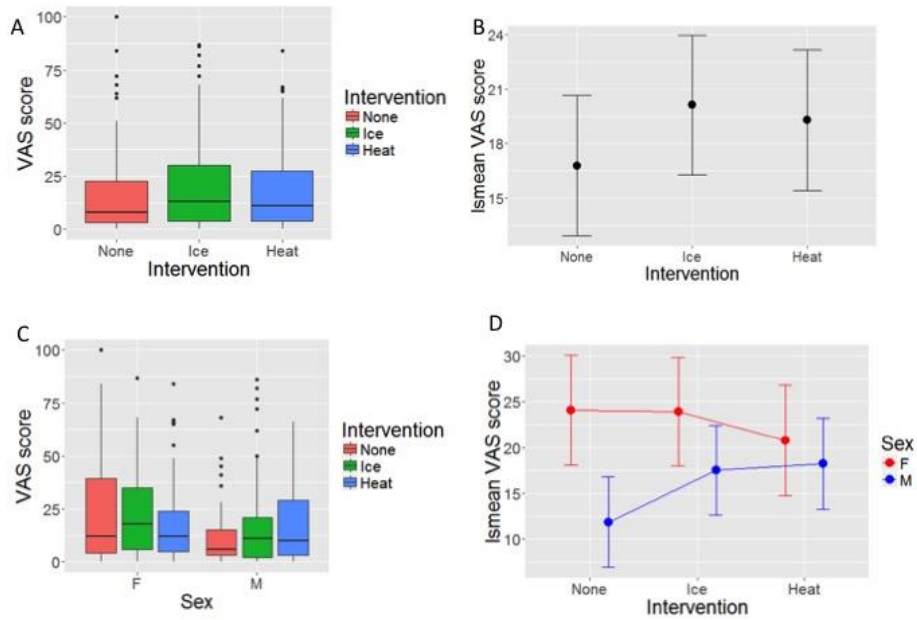 A
VAS score
100
75
50
25
0
None
Ice
Heat
Intervention
Intervention
None
Ice
Heat
B
lsmean VAS score
24
21
18
15
None
Ice
Heat
Intervention
C
VAS score
100
75
50
25
0
F
M
Sex
Intervention
None
Ice
Heat
D
lsmean VAS score
30
25
20
15
10
None
Ice
Heat
Intervention
Sex
F
M